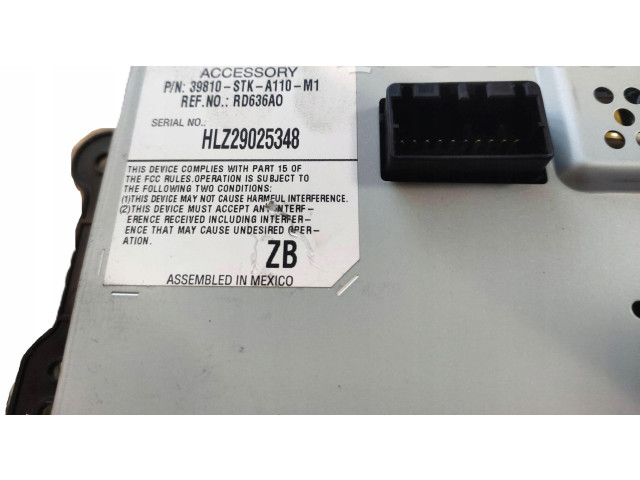 ACCESSORY
P/N: 39810-STK-A110-M1
REF.NO.: RD636A0
SERIAL NO.:
HLZ29025348
THIS DEVICE COMPLIES WITH PART 15 OF
THE FCC RULES.OPERATION IS SUBJECT TO
THE FOLLOWING TWO CONDITIONS:
(1)THIS DEVICE MAY NOT CAUSE HARMFUL INTERFERENCE.
(2)THIS DEVICE MUST ACCEPT ANY INTERF-
ERENCE RECEIVED INCLUDING INTERFER-
ENCE THAT MAY CAUSE UNDESIRED OPER-
ATION.
ZB
ASSEMBLED IN MEXICO